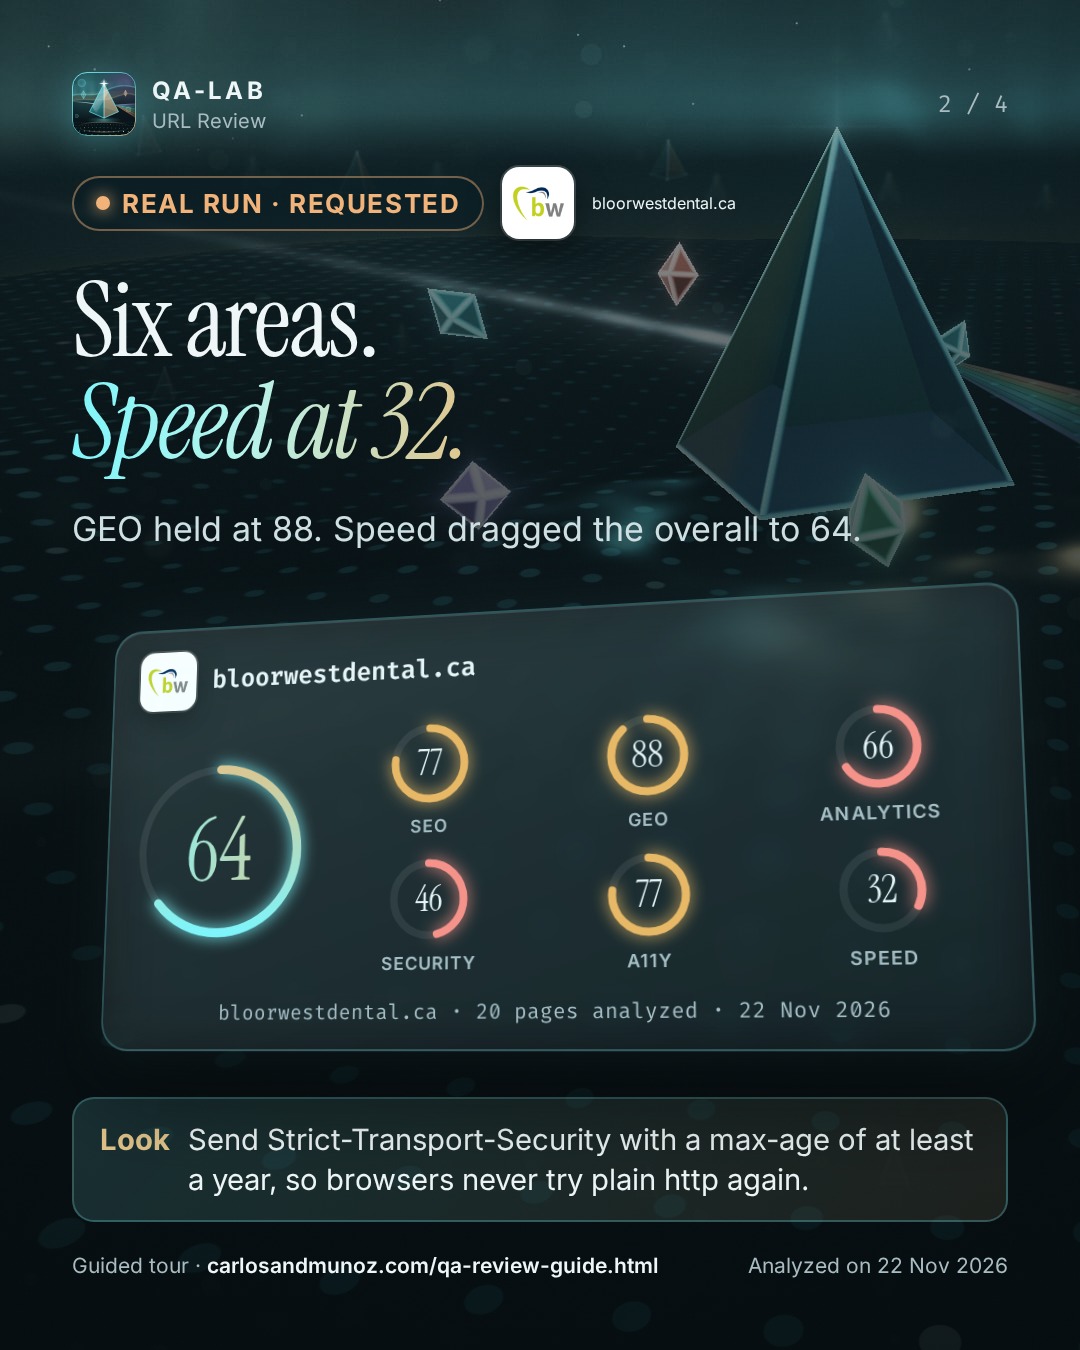 QA-LAB
URL Review
2 / 4
REAL RUN · REQUESTED
bw
bloorwestdental.ca
Six areas.
Speed at 32.
GEO held at 88. Speed dragged the overall to 64.
bw
bloorwestdental.ca
64
77
SEO
88
GEO
66
ANALYTICS
46
SECURITY
77
A11Y
32
SPEED
bloorwestdental.ca · 20 pages analyzed · 22 Nov 2026
Look Send Strict-Transport-Security with a max-age of at least
a year, so browsers never try plain http again.
Guided tour · carlosandmunoz.com/qa-review-guide.html
Analyzed on 22 Nov 2026